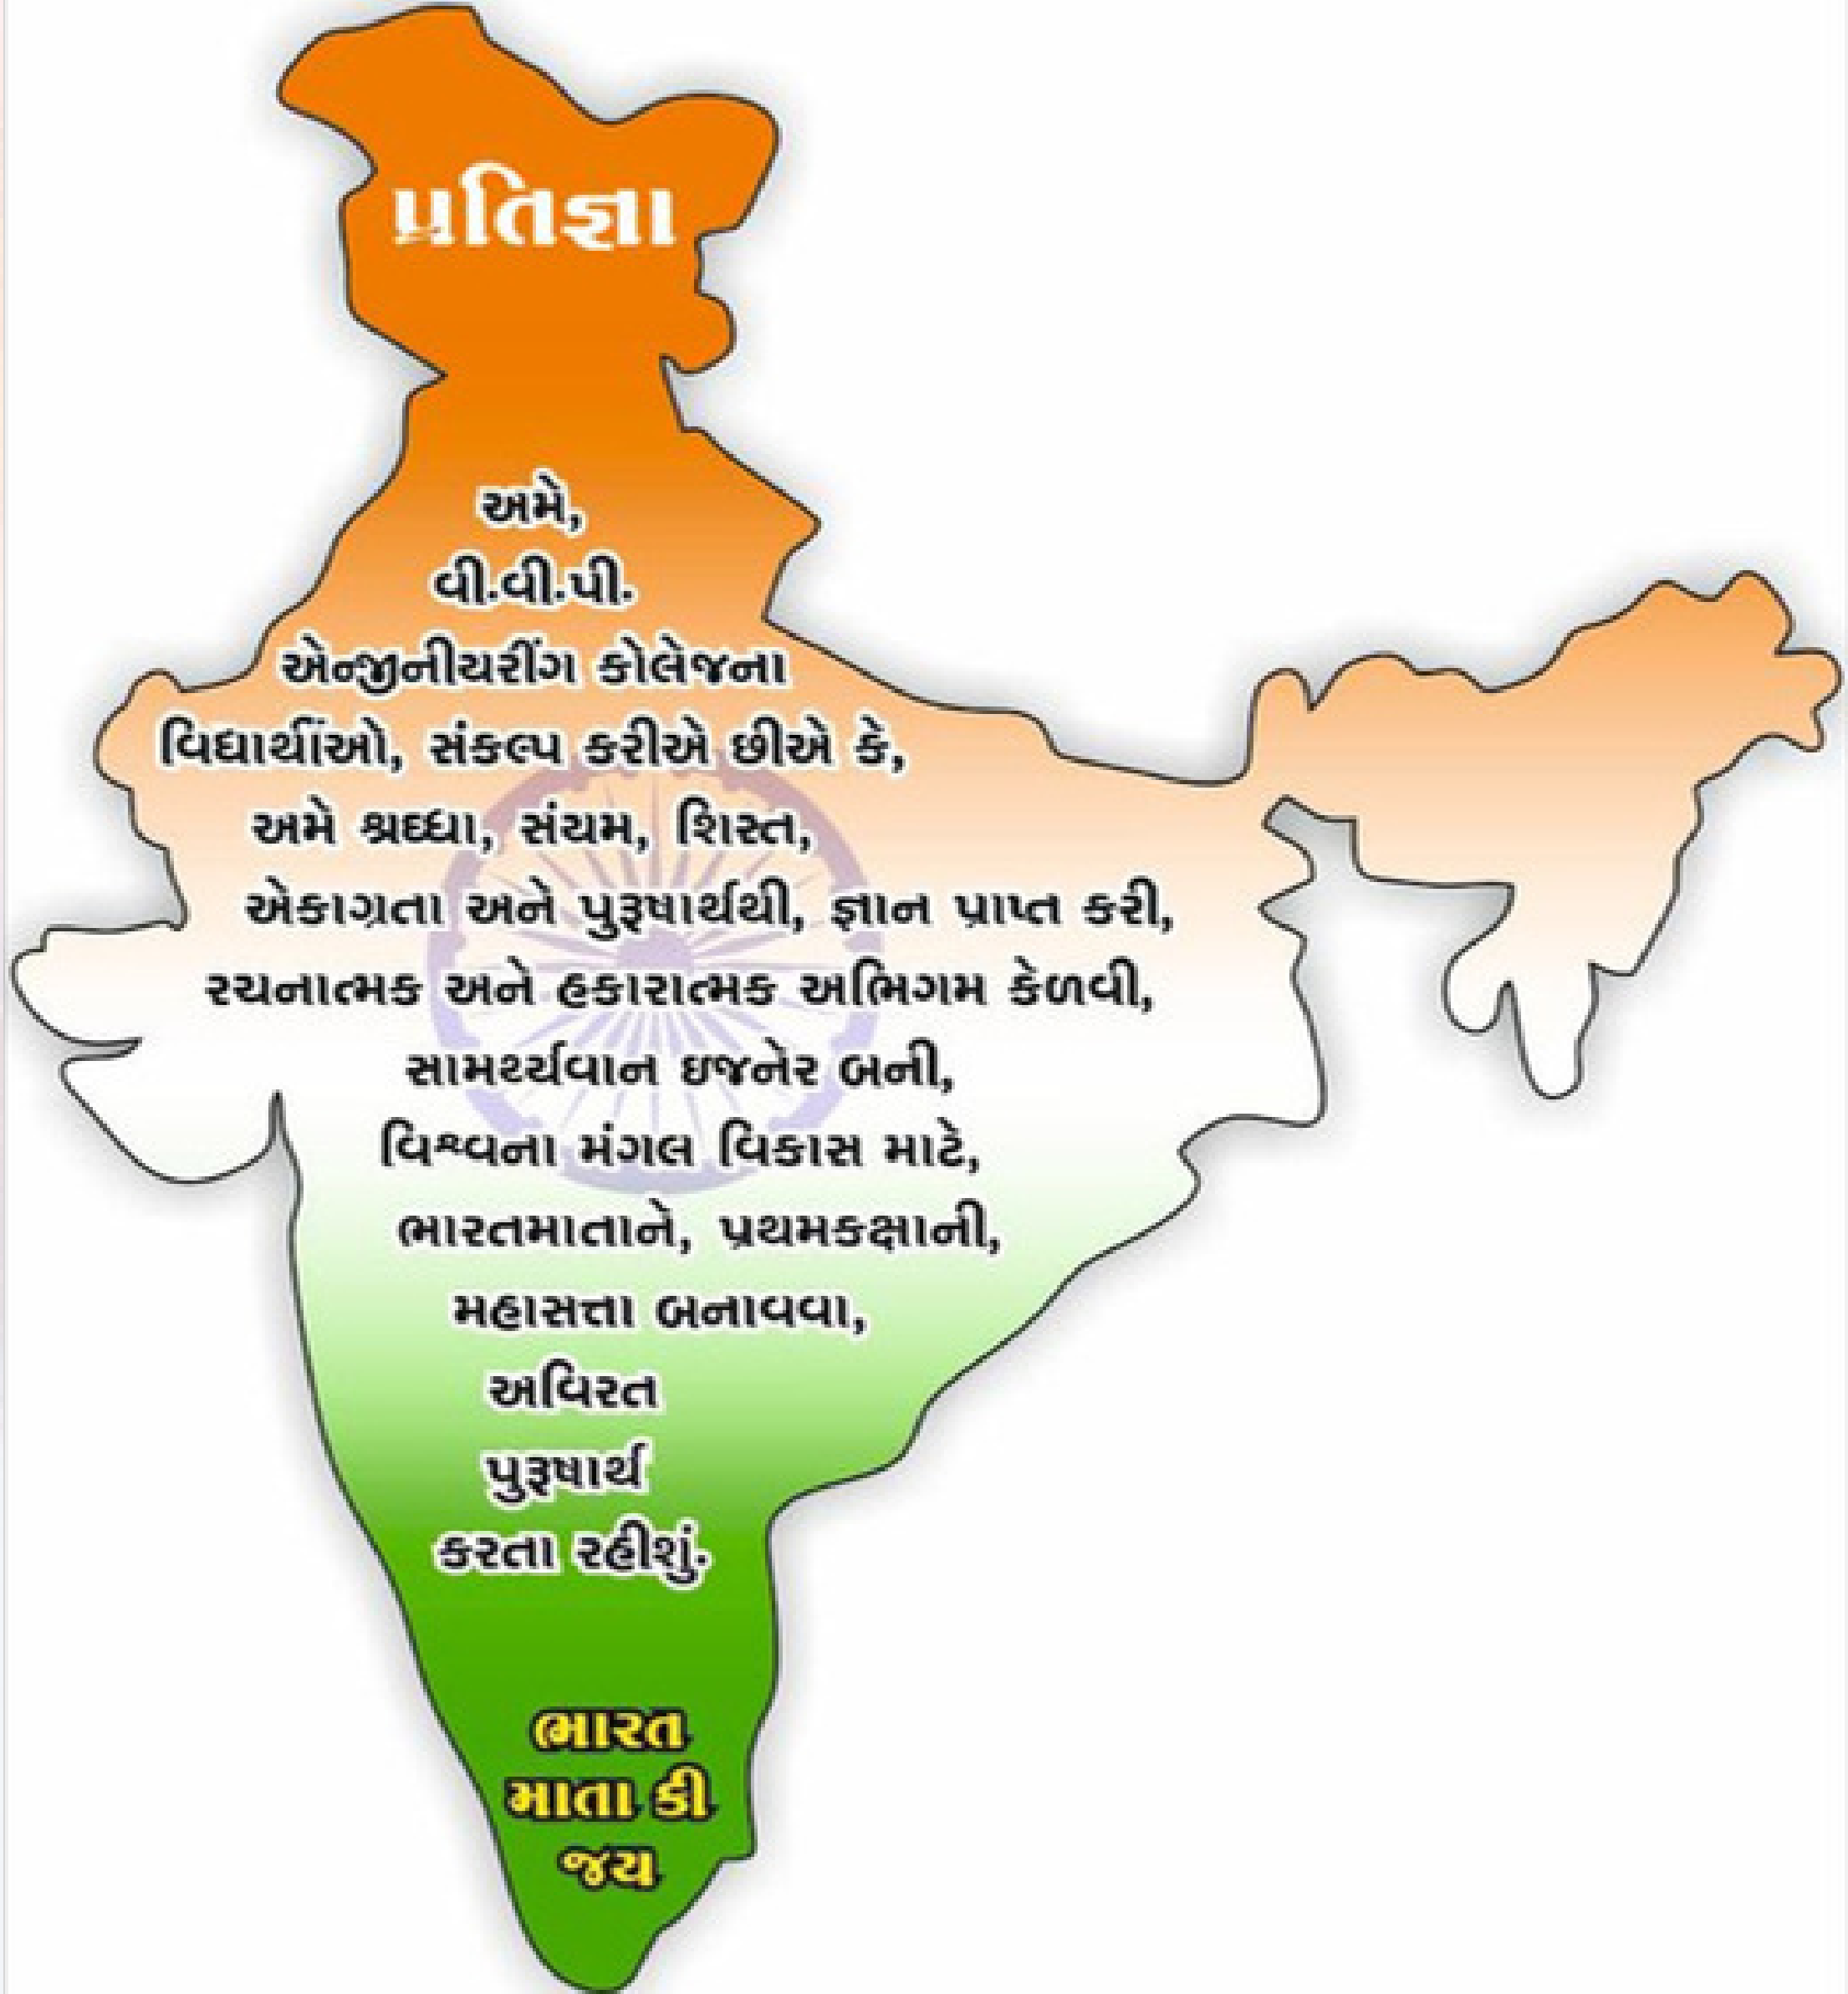 પ્રતિજ્ઞા
અમે,
વી.વી.પી.
એન્જીનીયરીંગ કોલેજના
વિદ્યાર્થીઓ, સંકલ્પ કરીએ છીએ કે,
અમે શ્રધ્ધા, સંયમ, શિસ્ત,
એકાગ્રતા અને પુરૂષાર્થથી, જ્ઞાન પ્રાપ્ત કરી,
રચનાત્મક અને હકારાત્મક અભિગમ કેળવી,
સામર્થ્યવાન ઇજનેર બની,
વિશ્વના મંગલ વિકાસ માટે,
ભારતમાતાને, પ્રથમકક્ષાની,
મહાસત્તા બનાવવા,
અવિરત
પુરૂષાર્થ
કરતા રહીશું.
ભારત
માતા કી
જય